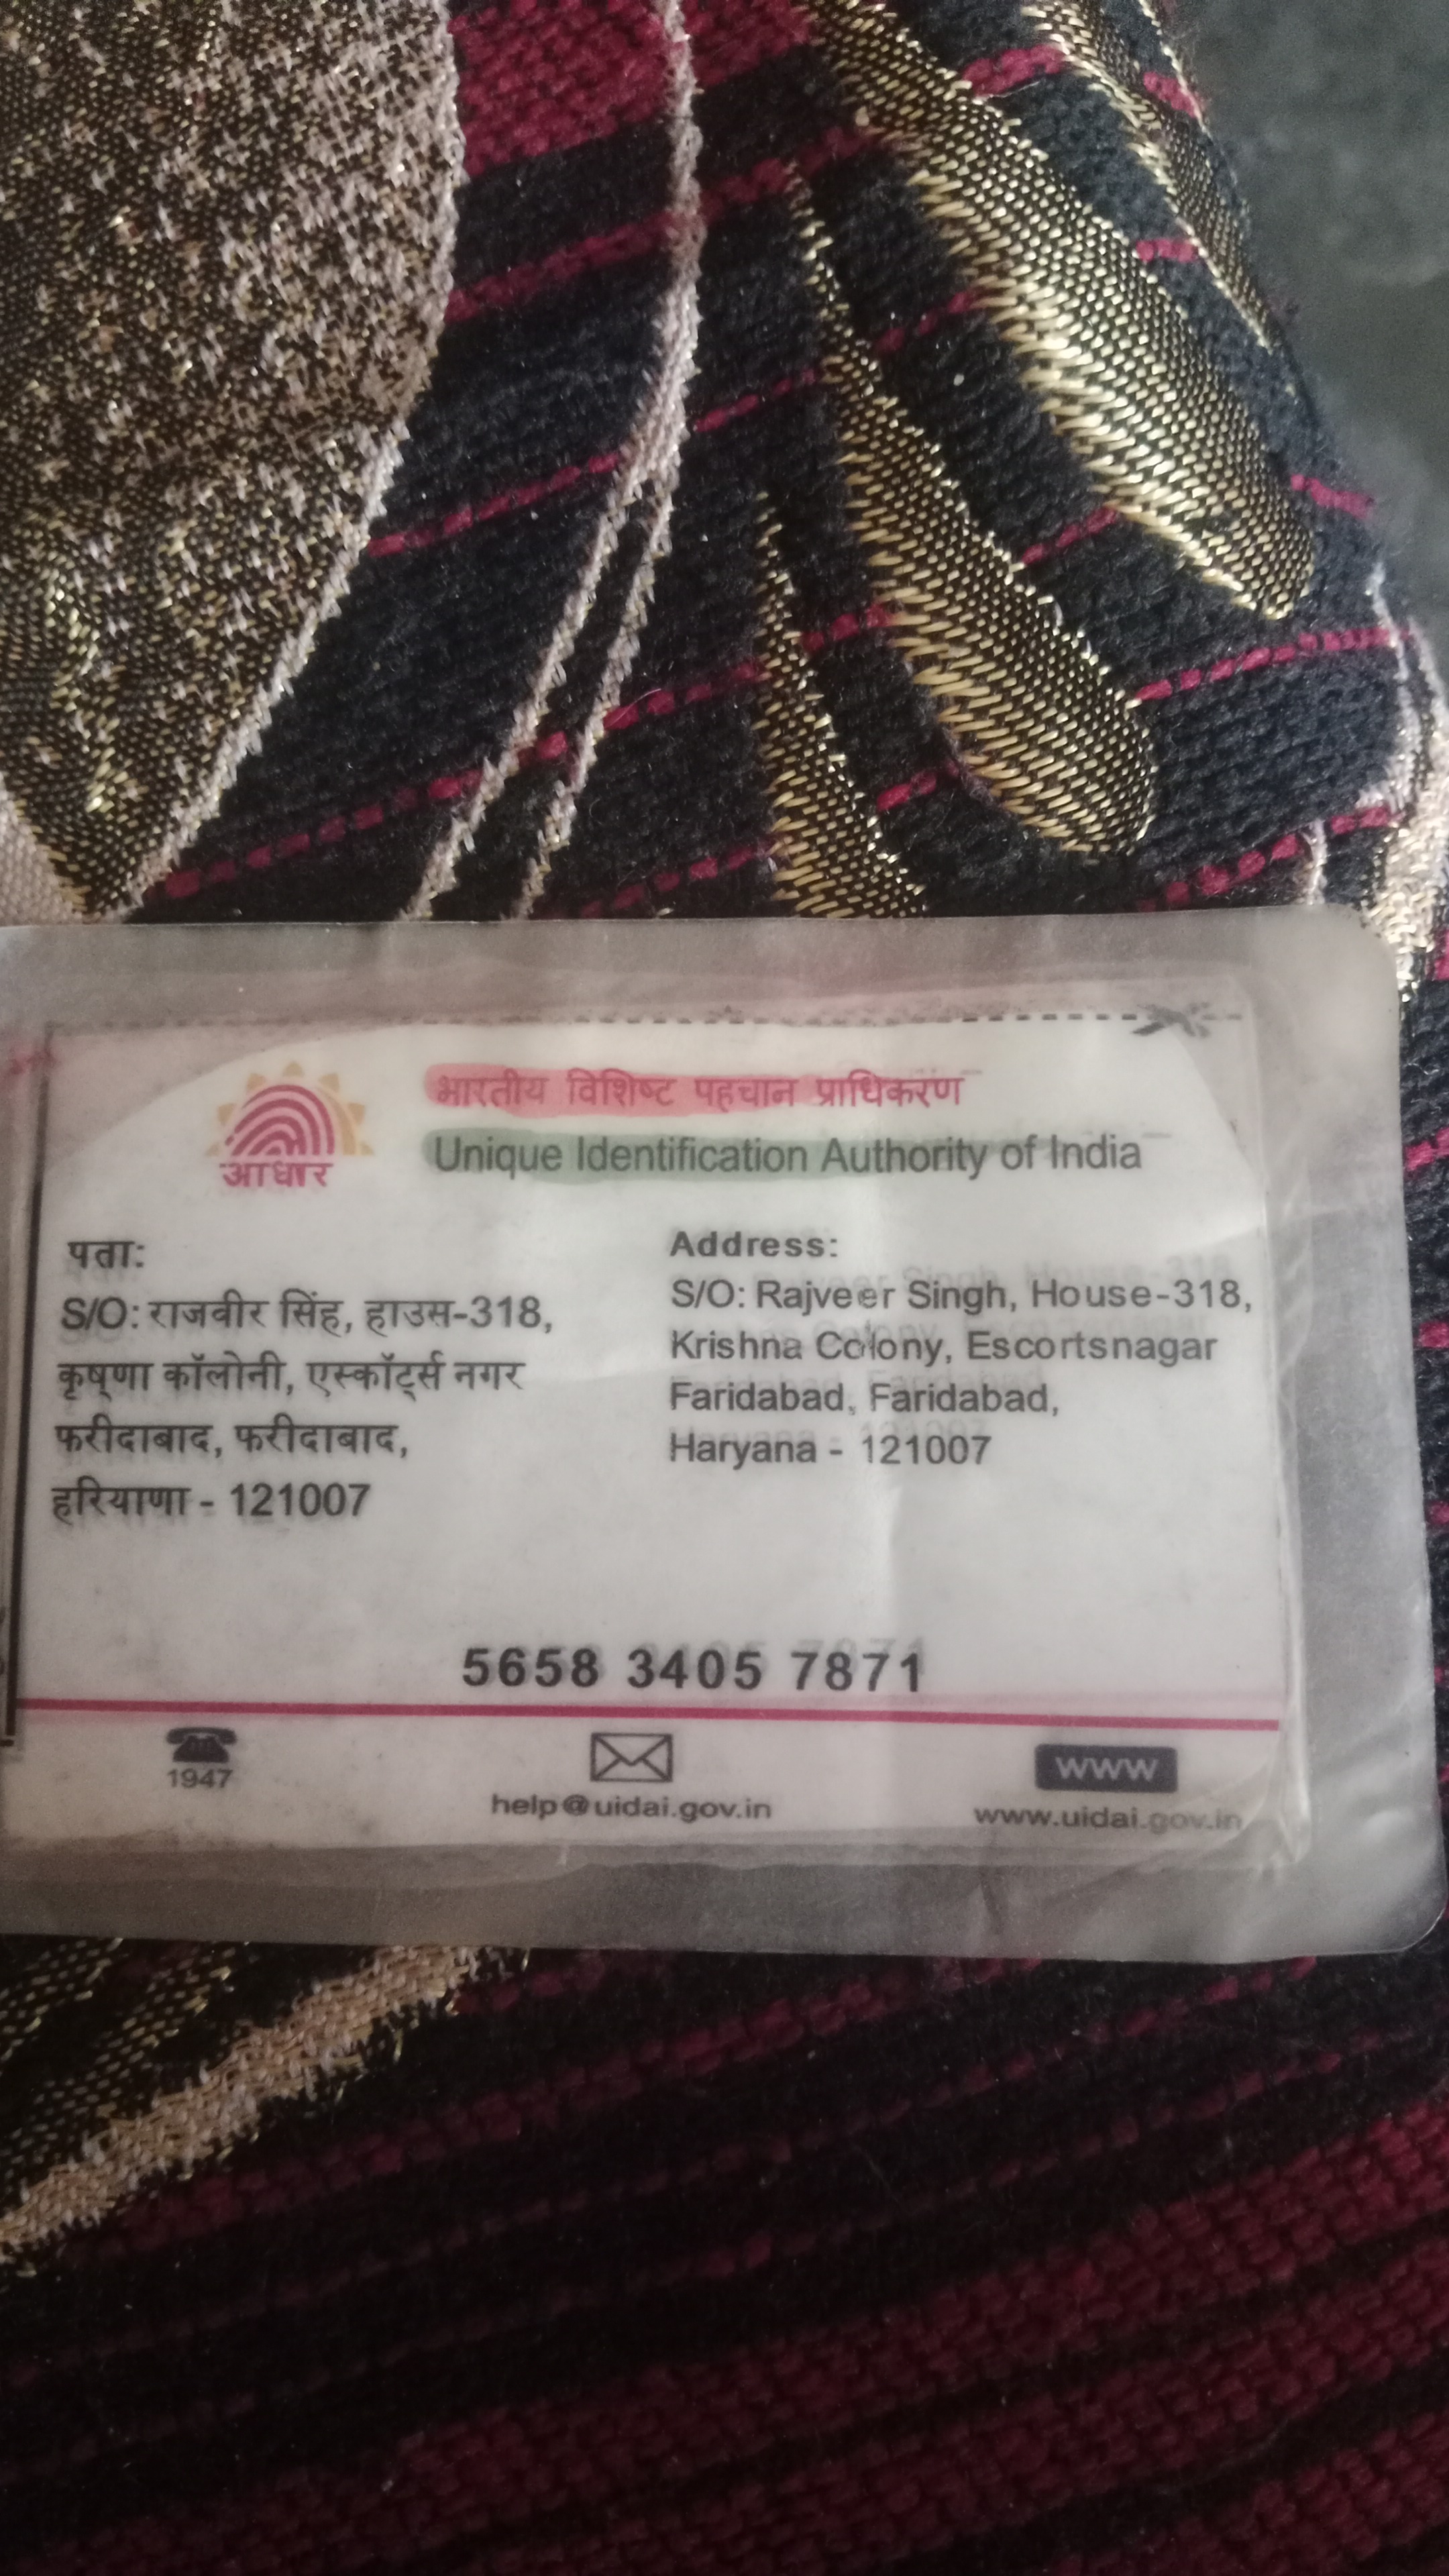 आधार
भारतीय विशिष्ट पहचान प्राधिकरण
Unique Identification Authority of India
पता:
S/O: राजवीर सिंह, हाउस-318,
कृष्णा कॉलोनी, एस्कॉर्ट्स नगर
फरीदाबाद, फरीदाबाद,
हरियाणा - 121007
Address:
S/O: Rajveer Singh, House-318,
Krishna Colony, Escortsnagar
Faridabad, Faridabad,
Haryana - 121007
5658 3405 7871
1947
help@uidai.gov.in
www
www.uidai.gov.in